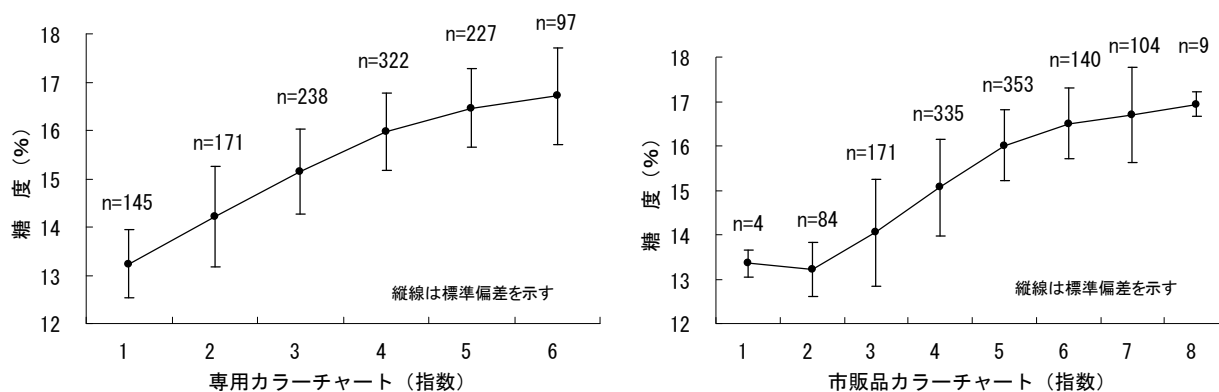 18
17
16
15
14
13
12
糖 度 (%)
n=145
n=171
n=238
n=322
n=227
n=97
縦線は標準偏差を示す
1 2 3 4 5 6
専用カラーチャート (指数)
18
17
16
15
14
13
12
糖 度 (%)
n=4
n=84
n=171
n=335
n=353
n=140
n=104
n=9
縦線は標準偏差を示す
1 2 3 4 5 6 7 8
市販品カラーチャート (指数)